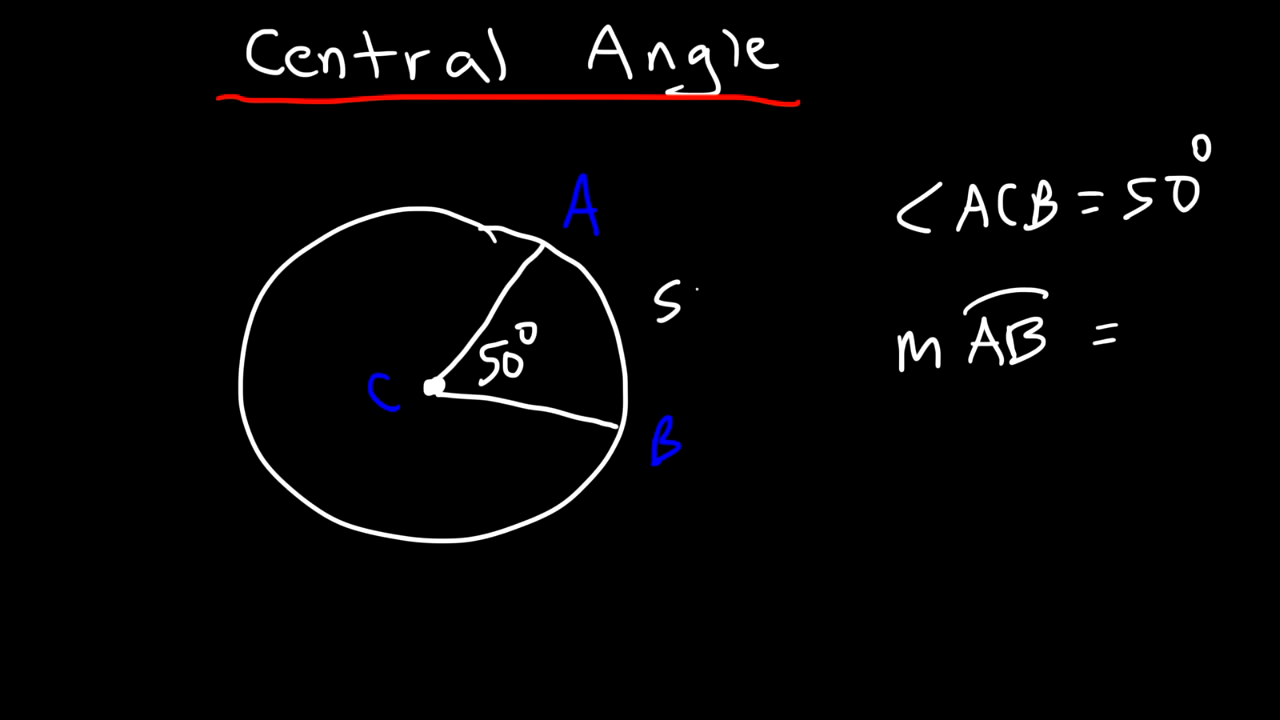 Central Angle
A
<ACB = 50°
S
50°
m AB =
C
B